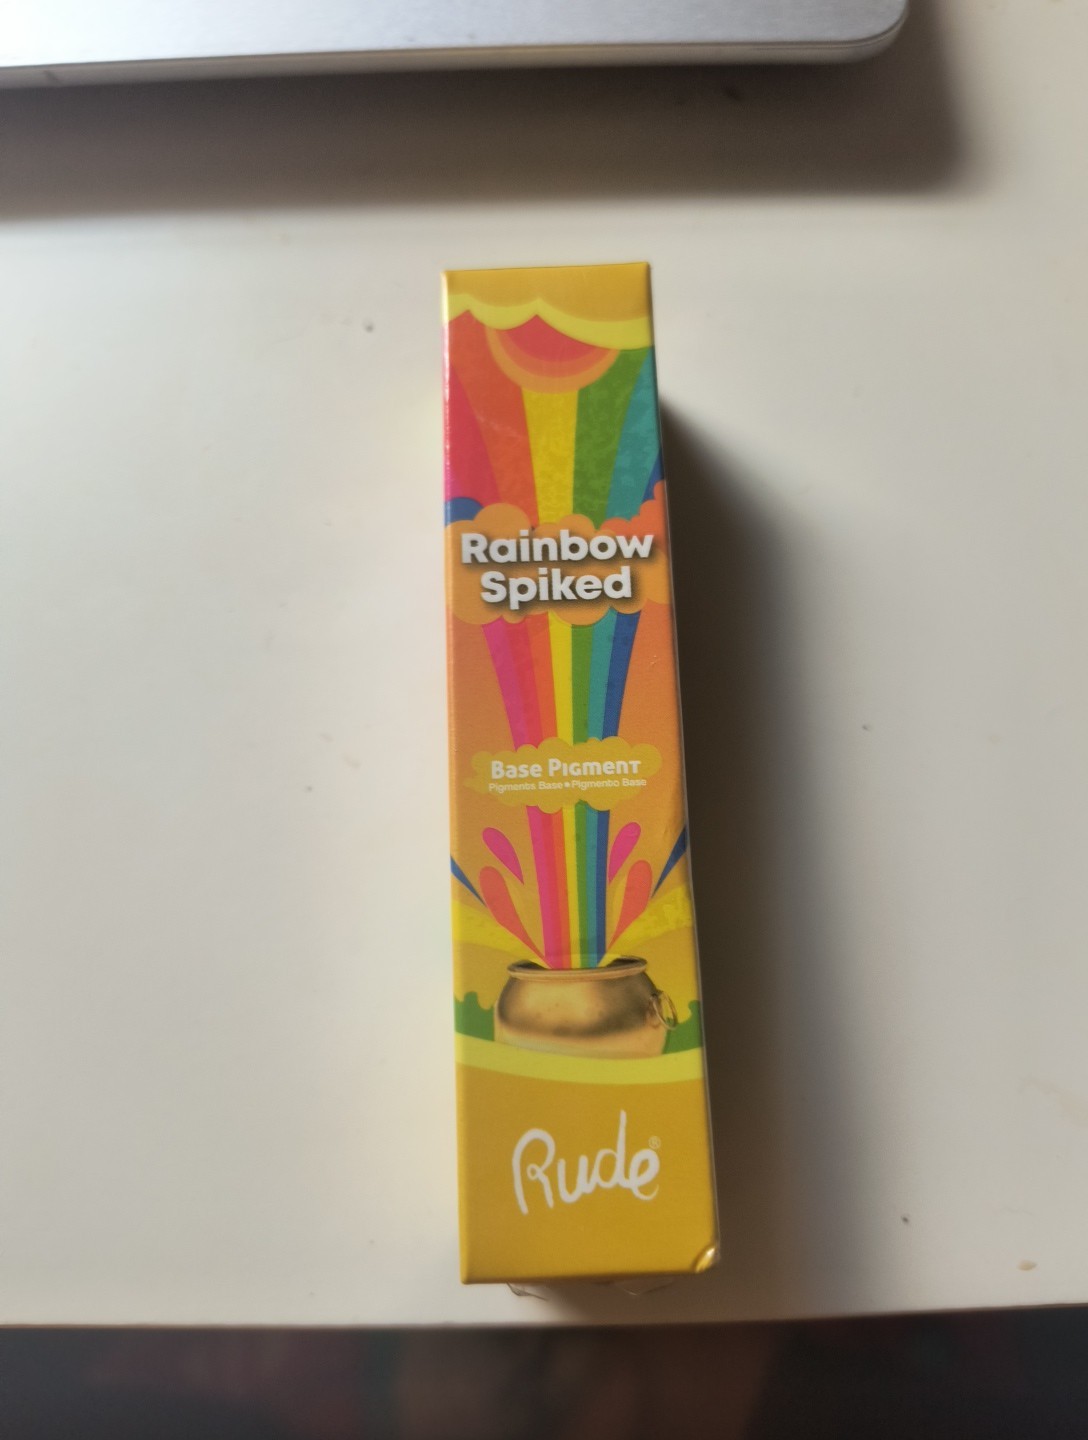 Rainbow
Spiked
Base Pigment
Pigments Base • Pigmento Base
Rude®